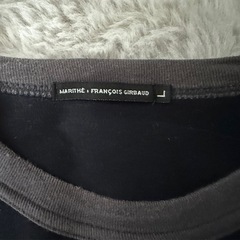 MARITHÉ + FRANÇOIS GIRBAUD L